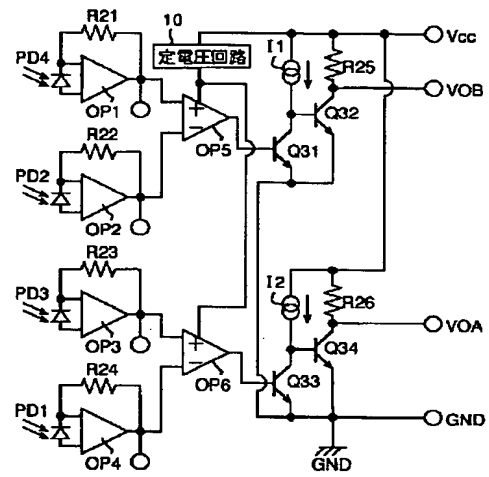 10
定電圧回路
R21
PD4
OP1
I1
R25
Vcc
VOB
Q32
Q31
OP5
R22
PD2
OP2
R23
PD3
OP3
I2
R26
VOA
Q34
Q33
OP6
R24
PD1
OP4
GND
GND